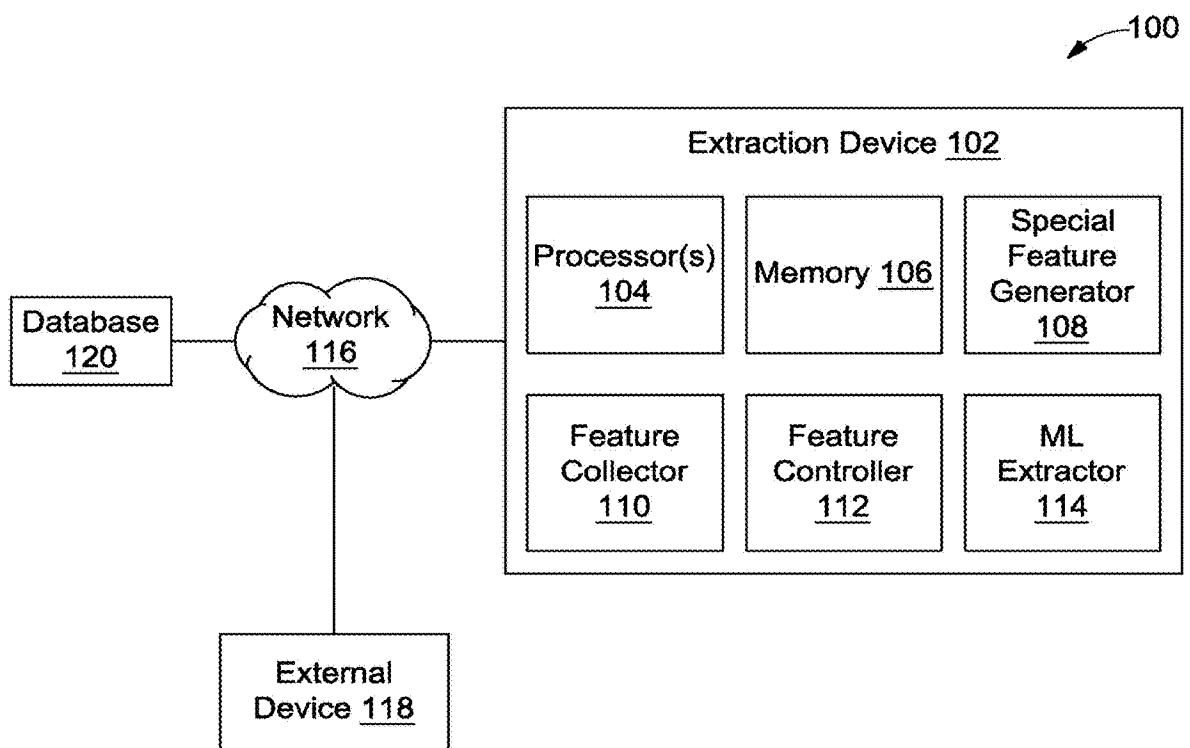 100
Extraction Device 102
Processor(s)
104
Memory 106
Special
Feature
Generator
108
Database
120
Network
116
Feature
Collector
110
Feature
Controller
112
ML
Extractor
114
External
Device 118